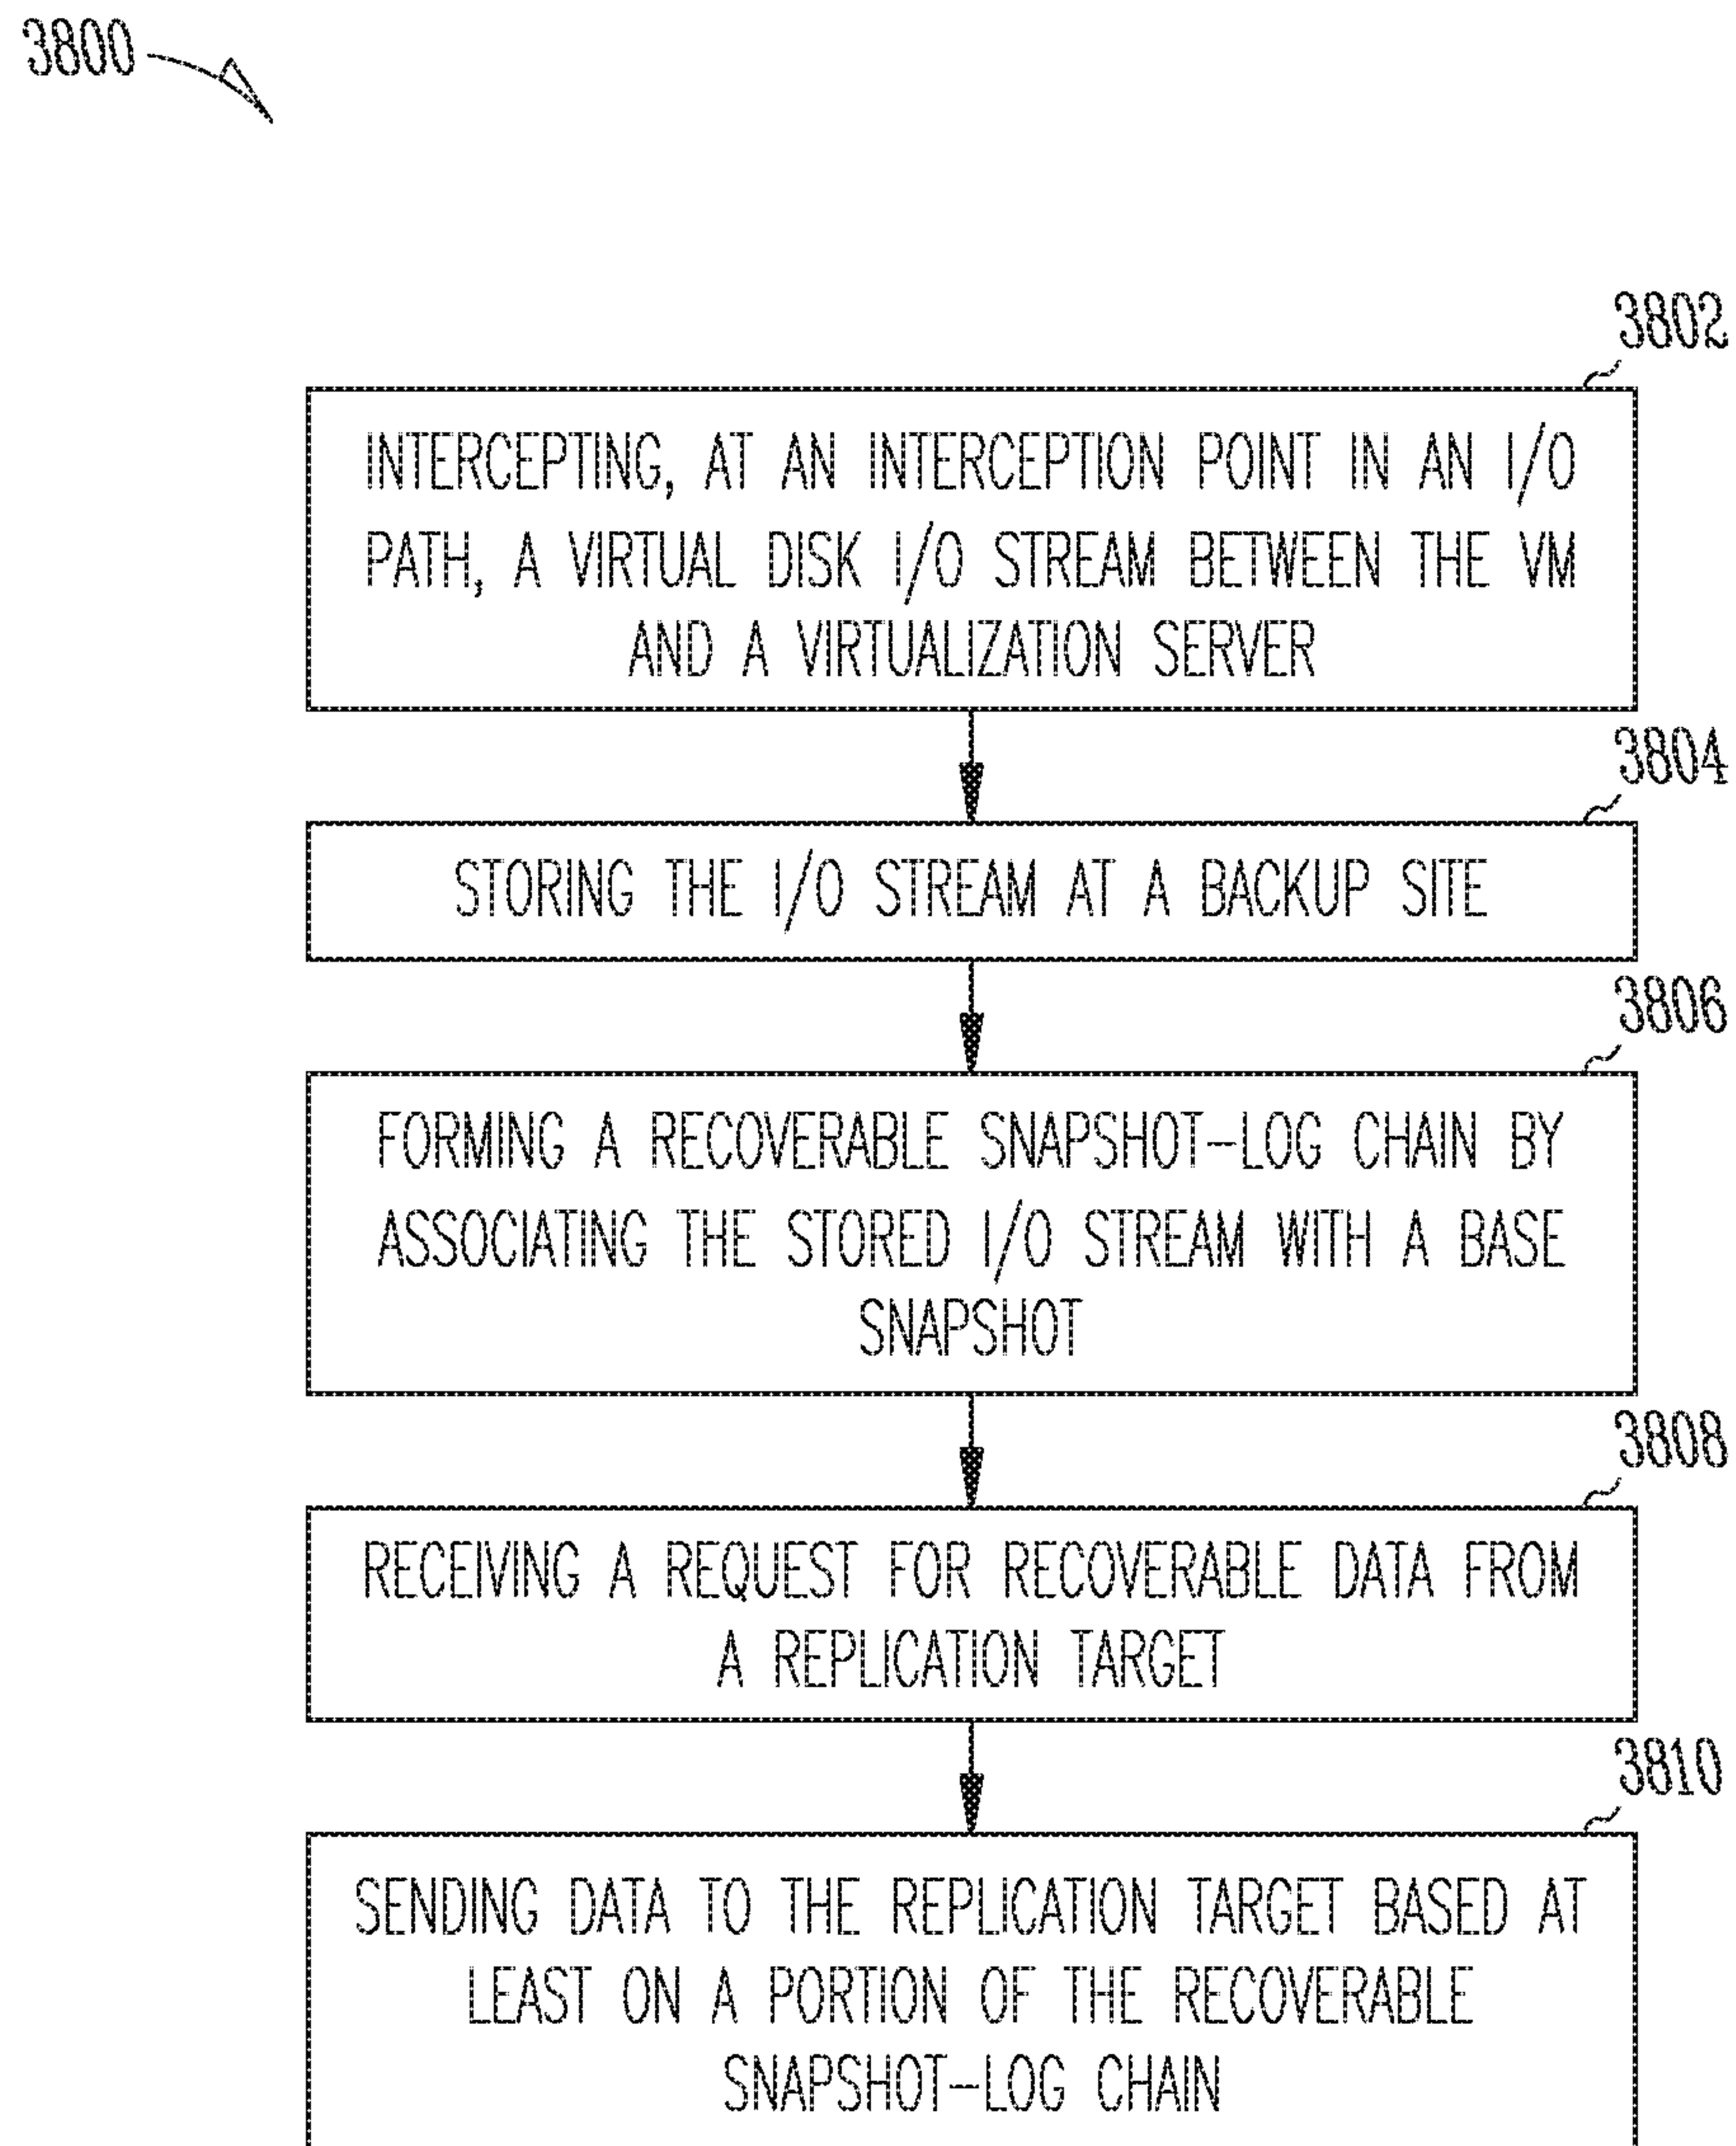 3800
3802
INTERCEPTING, AT AN INTERCEPTION POINT IN AN I/O
PATH, A VIRTUAL DISK I/O STREAM BETWEEN THE VM
AND A VIRTUALIZATION SERVER
3804
STORING THE I/O STREAM AT A BACKUP SITE
3806
FORMING A RECOVERABLE SNAPSHOT-LOG CHAIN BY
ASSOCIATING THE STORED I/O STREAM WITH A BASE
SNAPSHOT
3808
RECEIVING A REQUEST FOR RECOVERABLE DATA FROM
A REPLICATION TARGET
3810
SENDING DATA TO THE REPLICATION TARGET BASED AT
LEAST ON A PORTION OF THE RECOVERABLE
SNAPSHOT-LOG CHAIN